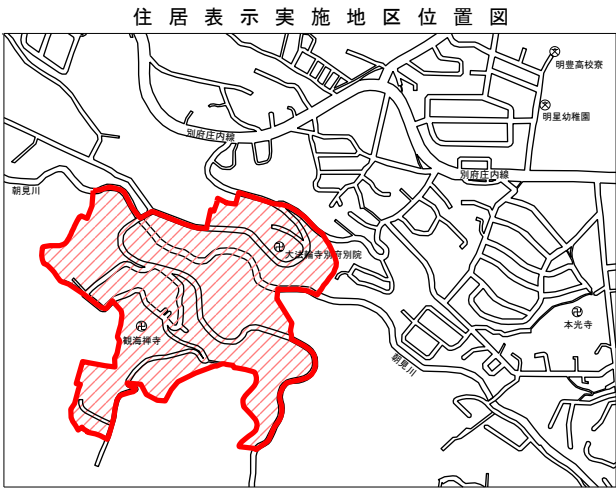 住居表示実施地区位置図
明豊高校寮
明星幼稚園
別府庄内線
別府庄内線
朝見川
大法輪寺別府別院
本光寺
観海禅寺
朝見川